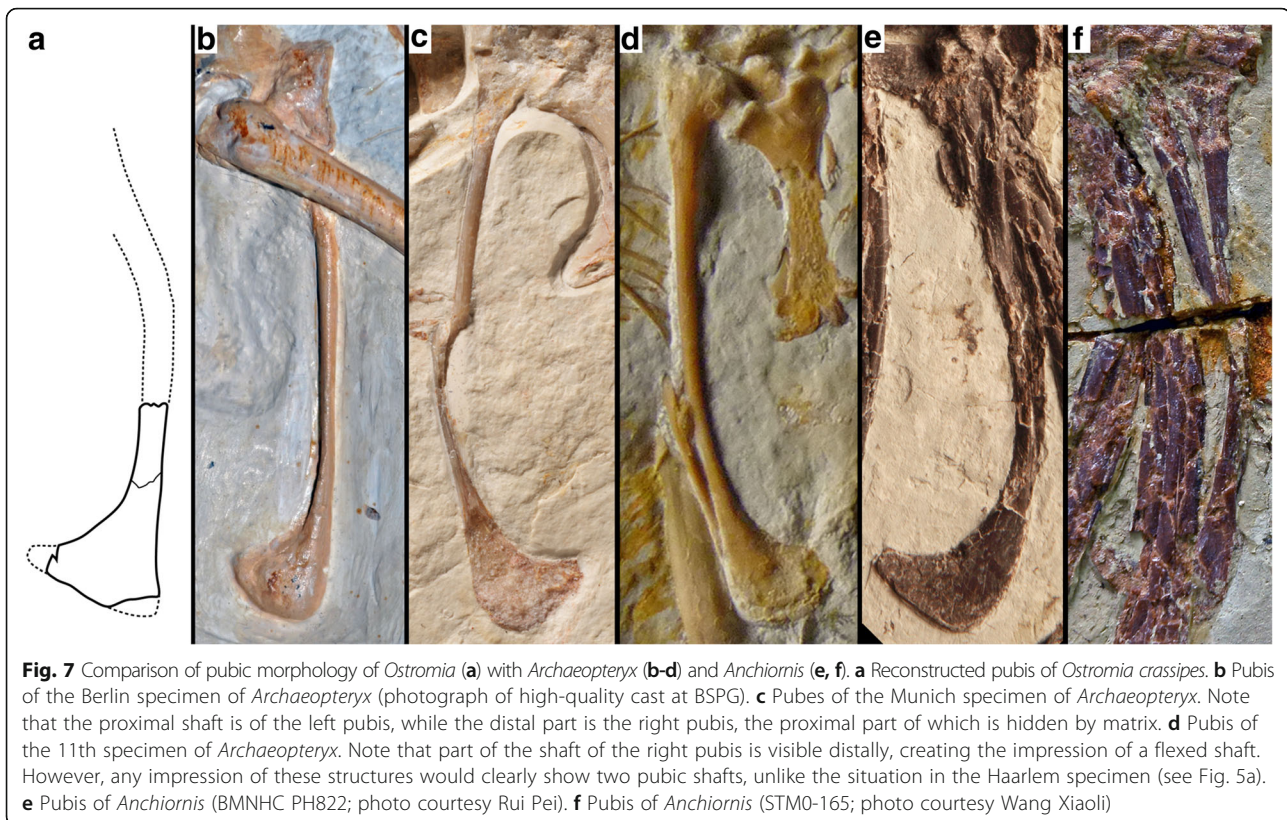 a
b
c
d
e
f
Fig. 7 Comparison of pubic morphology of Ostromia (a) with Archaeopteryx (b-d) and Anchiornis (e, f). a Reconstructed pubis of Ostromia crassipes. b Pubis
of the Berlin specimen of Archaeopteryx (photograph of high-quality cast at BSPG). c Pubes of the Munich specimen of Archaeopteryx. Note
that the proximal shaft is of the left pubis, while the distal part is the right pubis, the proximal part of which is hidden by matrix. d Pubis of
the 11th specimen of Archaeopteryx. Note that part of the shaft of the right pubis is visible distally, creating the impression of a flexed shaft.
However, any impression of these structures would clearly show two pubic shafts, unlike the situation in the Haarlem specimen (see Fig. 5a).
e Pubis of Anchiornis (BMNHC PH822; photo courtesy Rui Pei). f Pubis of Anchiornis (STM0-165; photo courtesy Wang Xiaoli)